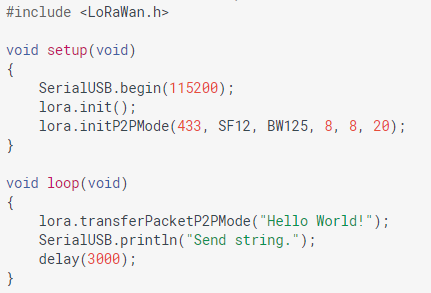 #include <LoRaWan.h>
void setup(void)
{
    SerialUSB.begin(115200);
    lora.init();
    lora.initP2PMode(433, SF12, BW125, 8, 8, 20);
}
void loop(void)
{
    lora.transferPacketP2PMode("Hello World!");
    SerialUSB.println("Send string.");
    delay(3000);
}